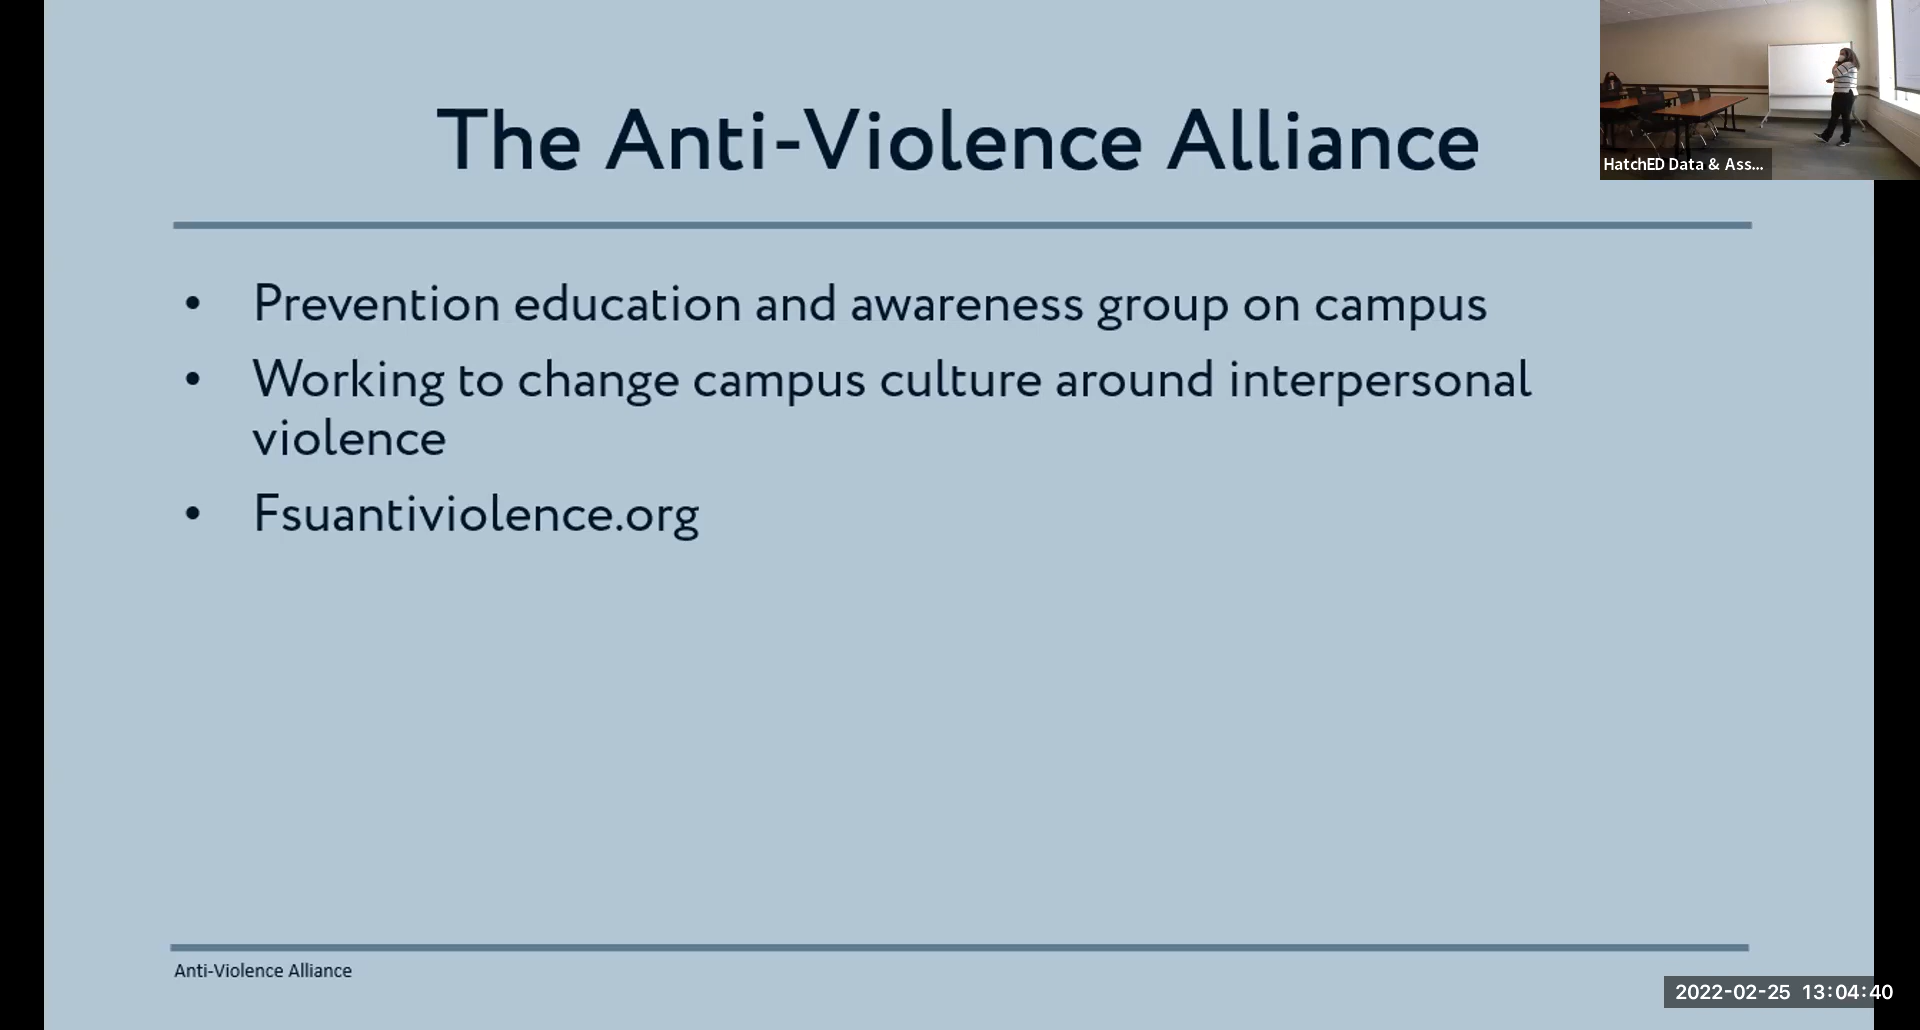 The Anti-Violence Alliance
HatchED Data & Ass...
• Prevention education and awareness group on campus
• Working to change campus culture around interpersonal
violence
• Fsuantiviolence.org
Anti-Violence Alliance
2022-02-25 13:04:40